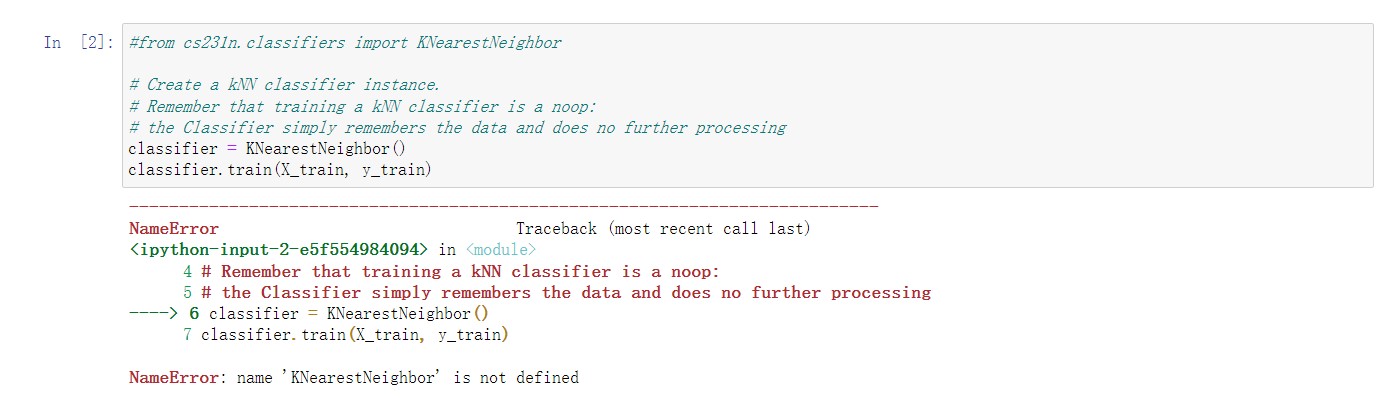 In [2]: #from cs231n.classifiers import KNearestNeighbor
# Create a kNN classifier instance.
# Remember that training a kNN classifier is a noop:
# the Classifier simply remembers the data and does no further processing
classifier = KNearestNeighbor()
classifier.train(X_train, y_train)
---------------------------------------------------------------------------
NameError Traceback (most recent call last)
<ipython-input-2-e5f554984094> in <module>
4 # Remember that training a kNN classifier is a noop:
5 # the Classifier simply remembers the data and does no further processing
----> 6 classifier = KNearestNeighbor()
7 classifier.train(X_train, y_train)
NameError: name 'KNearestNeighbor' is not defined